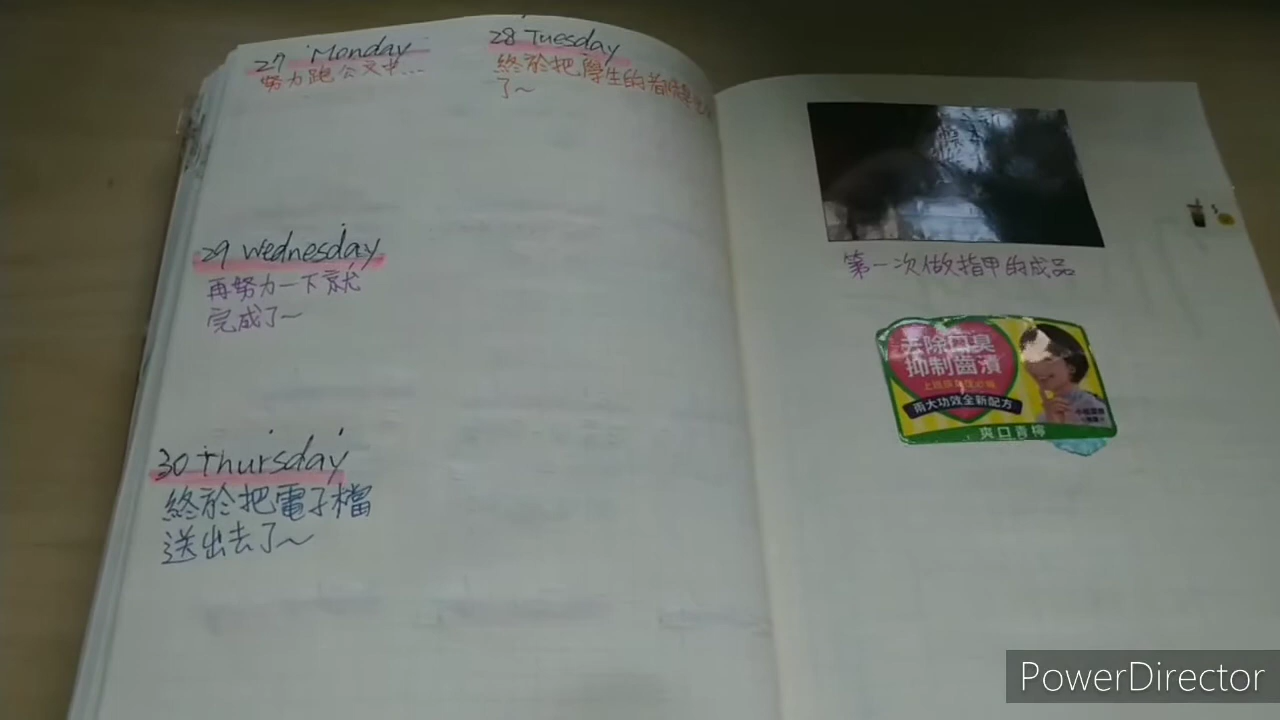 27 Monday
努力跑公文中...
28 Tuesday
終於把學生的
了~
29 Wednesday
再努力一下就
完成了~
30 Thursday
終於把電子檔
送出去了~
第一次做指甲的成品
去除口臭
抑制齒漬
兩大功效全新配方
爽口青檸
PowerDirector